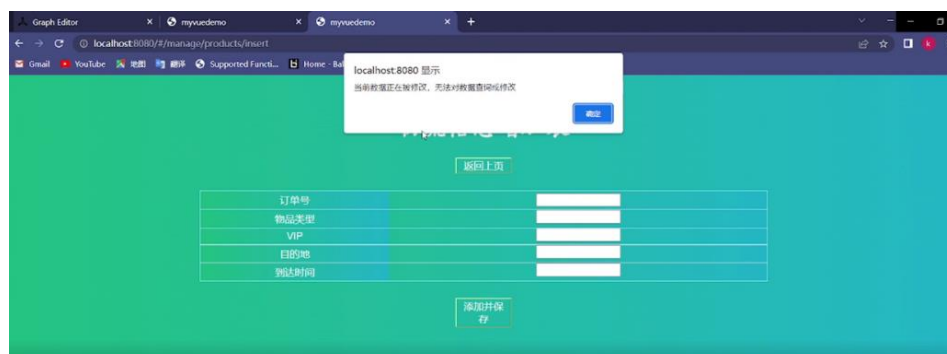 Graph Editor
myvuedemo
myvuedemo
localhost:8080/#/manage/products/insert
Gmail
YouTube
地图
翻译
Supported Functi...
Home - Bal
localhost:8080 显示
当前数据正在被修改，无法对数据查询或修改
确定
返回上页
订单号
物品类型
VIP
目的地
到达时间
添加并保
存